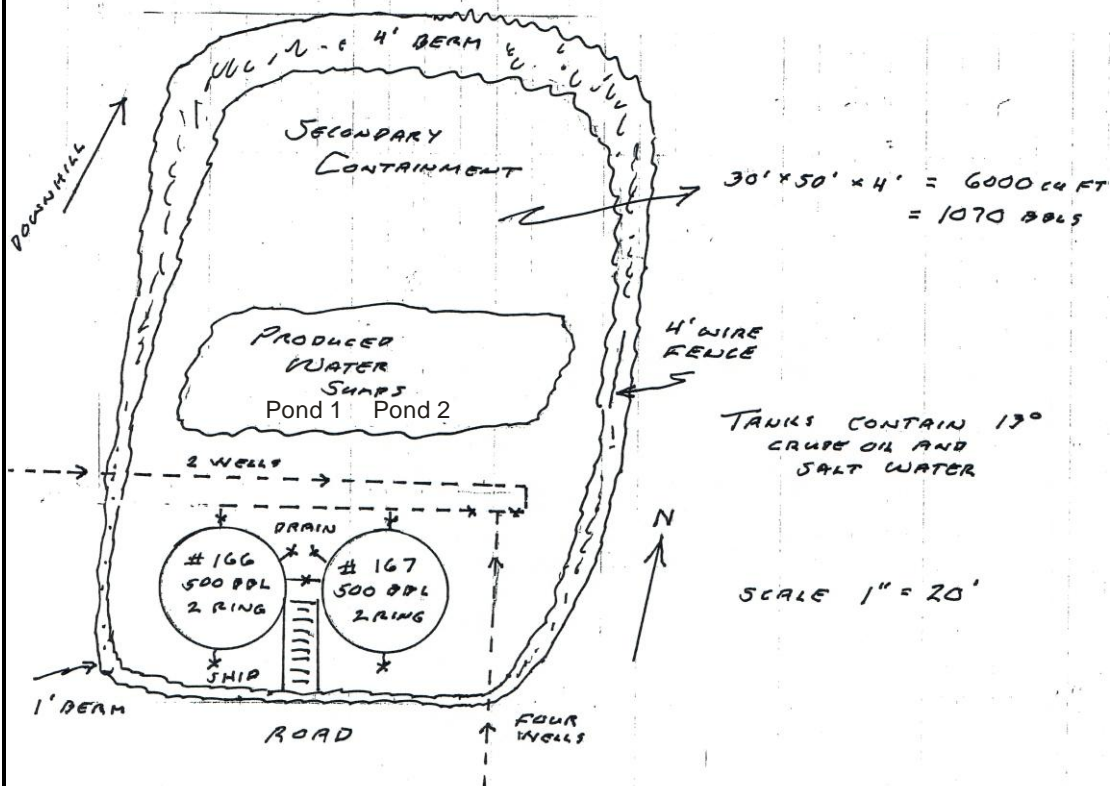 4' BERM
DOWNHILL
SECONDARY
CONTAINMENT
30' × 50' × 4' = 6000 CU FT
= 1070 BBLS
PRODUCED
WATER
SUMPS
Pond 1 Pond 2
4' WIRE
FENCE
TANKS CONTAIN 13°
CRUDE OIL AND
SALT WATER
2 WELLS
DRAIN
# 166
500 BBL
2 RING
# 167
500 BBL
2 RING
N
SCALE 1" = 20'
SHIP
1' BERM
ROAD
FOUR
WELLS